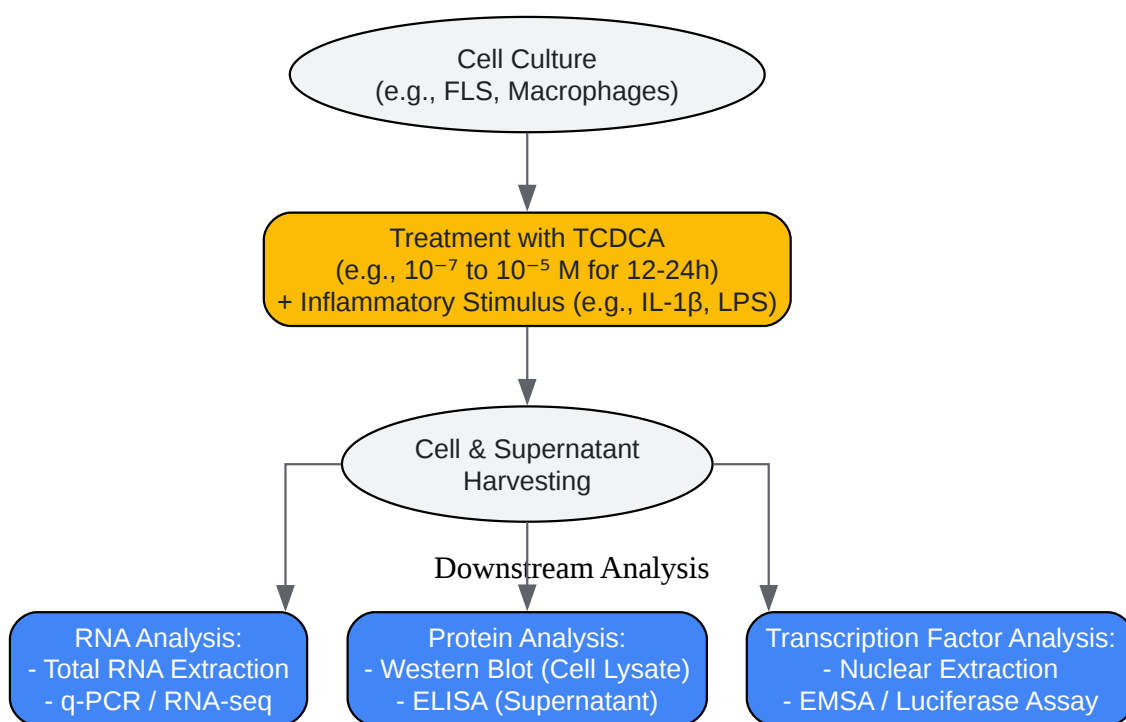 Cell Culture
(e.g., FLS, Macrophages)
Treatment with TCDCA
(e.g., 10⁻⁷ to 10⁻⁵ M for 12-24h)
+ Inflammatory Stimulus (e.g., IL-1β, LPS)
Cell & Supernatant
Harvesting
Downstream Analysis
RNA Analysis:
- Total RNA Extraction
- q-PCR / RNA-seq
Protein Analysis:
- Western Blot (Cell Lysate)
- ELISA (Supernatant)
Transcription Factor Analysis:
- Nuclear Extraction
- EMSA / Luciferase Assay